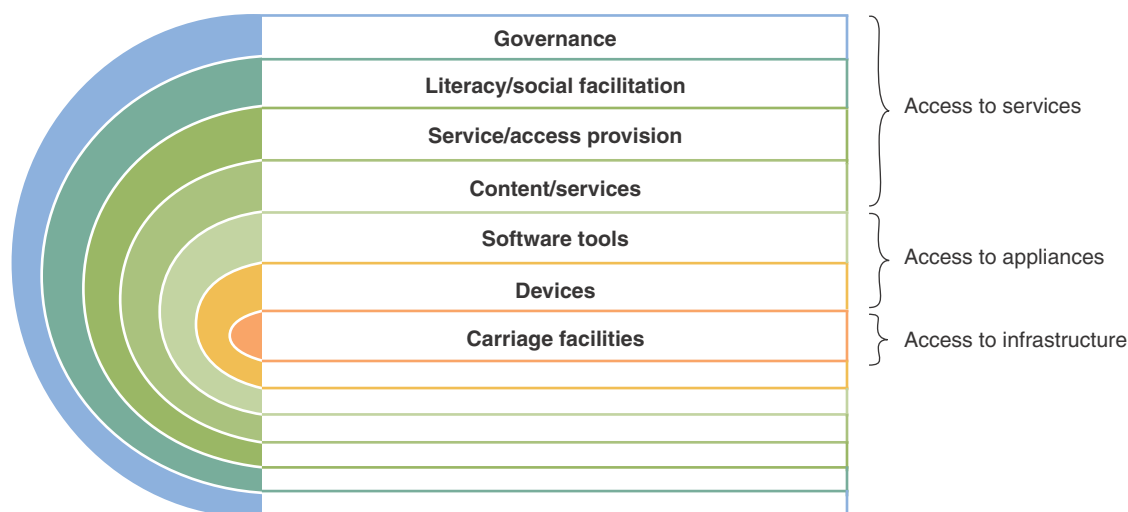 Governance
Literacy/social facilitation
Access to services
Service/access provision
Content/services
Software tools
Access to appliances
Devices
Carriage facilities
Access to infrastructure